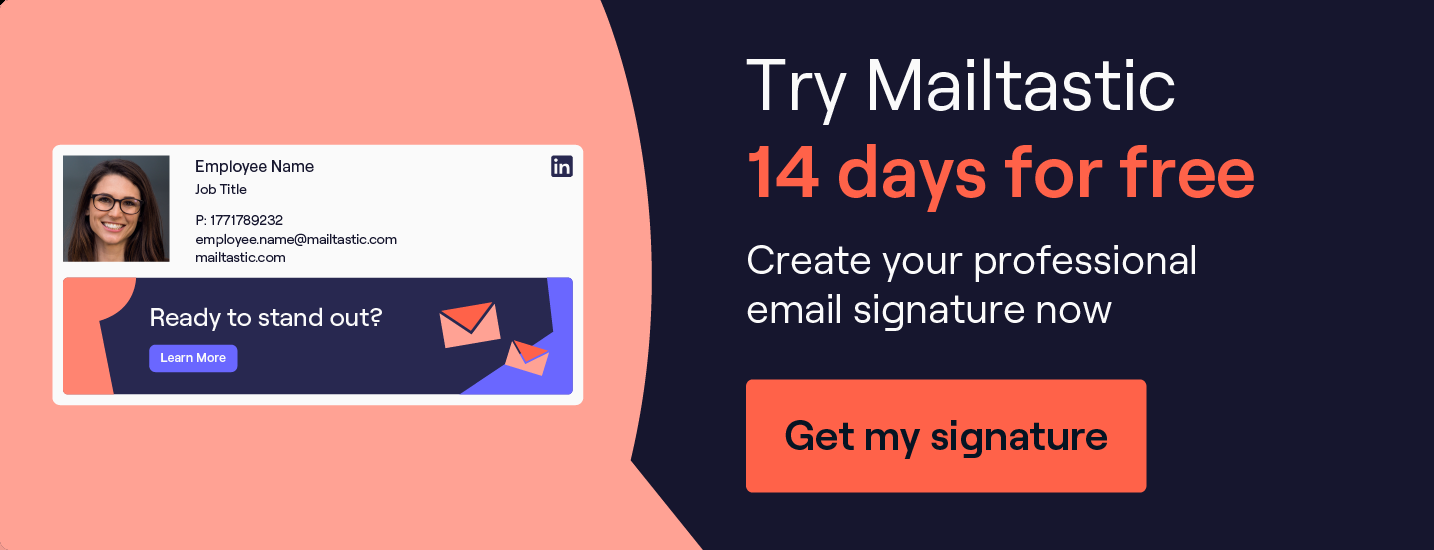 Employee Name
in
Job Title
P: 1771789232
employee.name@mailtastic.com
mailtastic.com
Ready to stand out?
Learn More
Try Mailtastic
14 days for free
Create your professional
email signature now
Get my signature